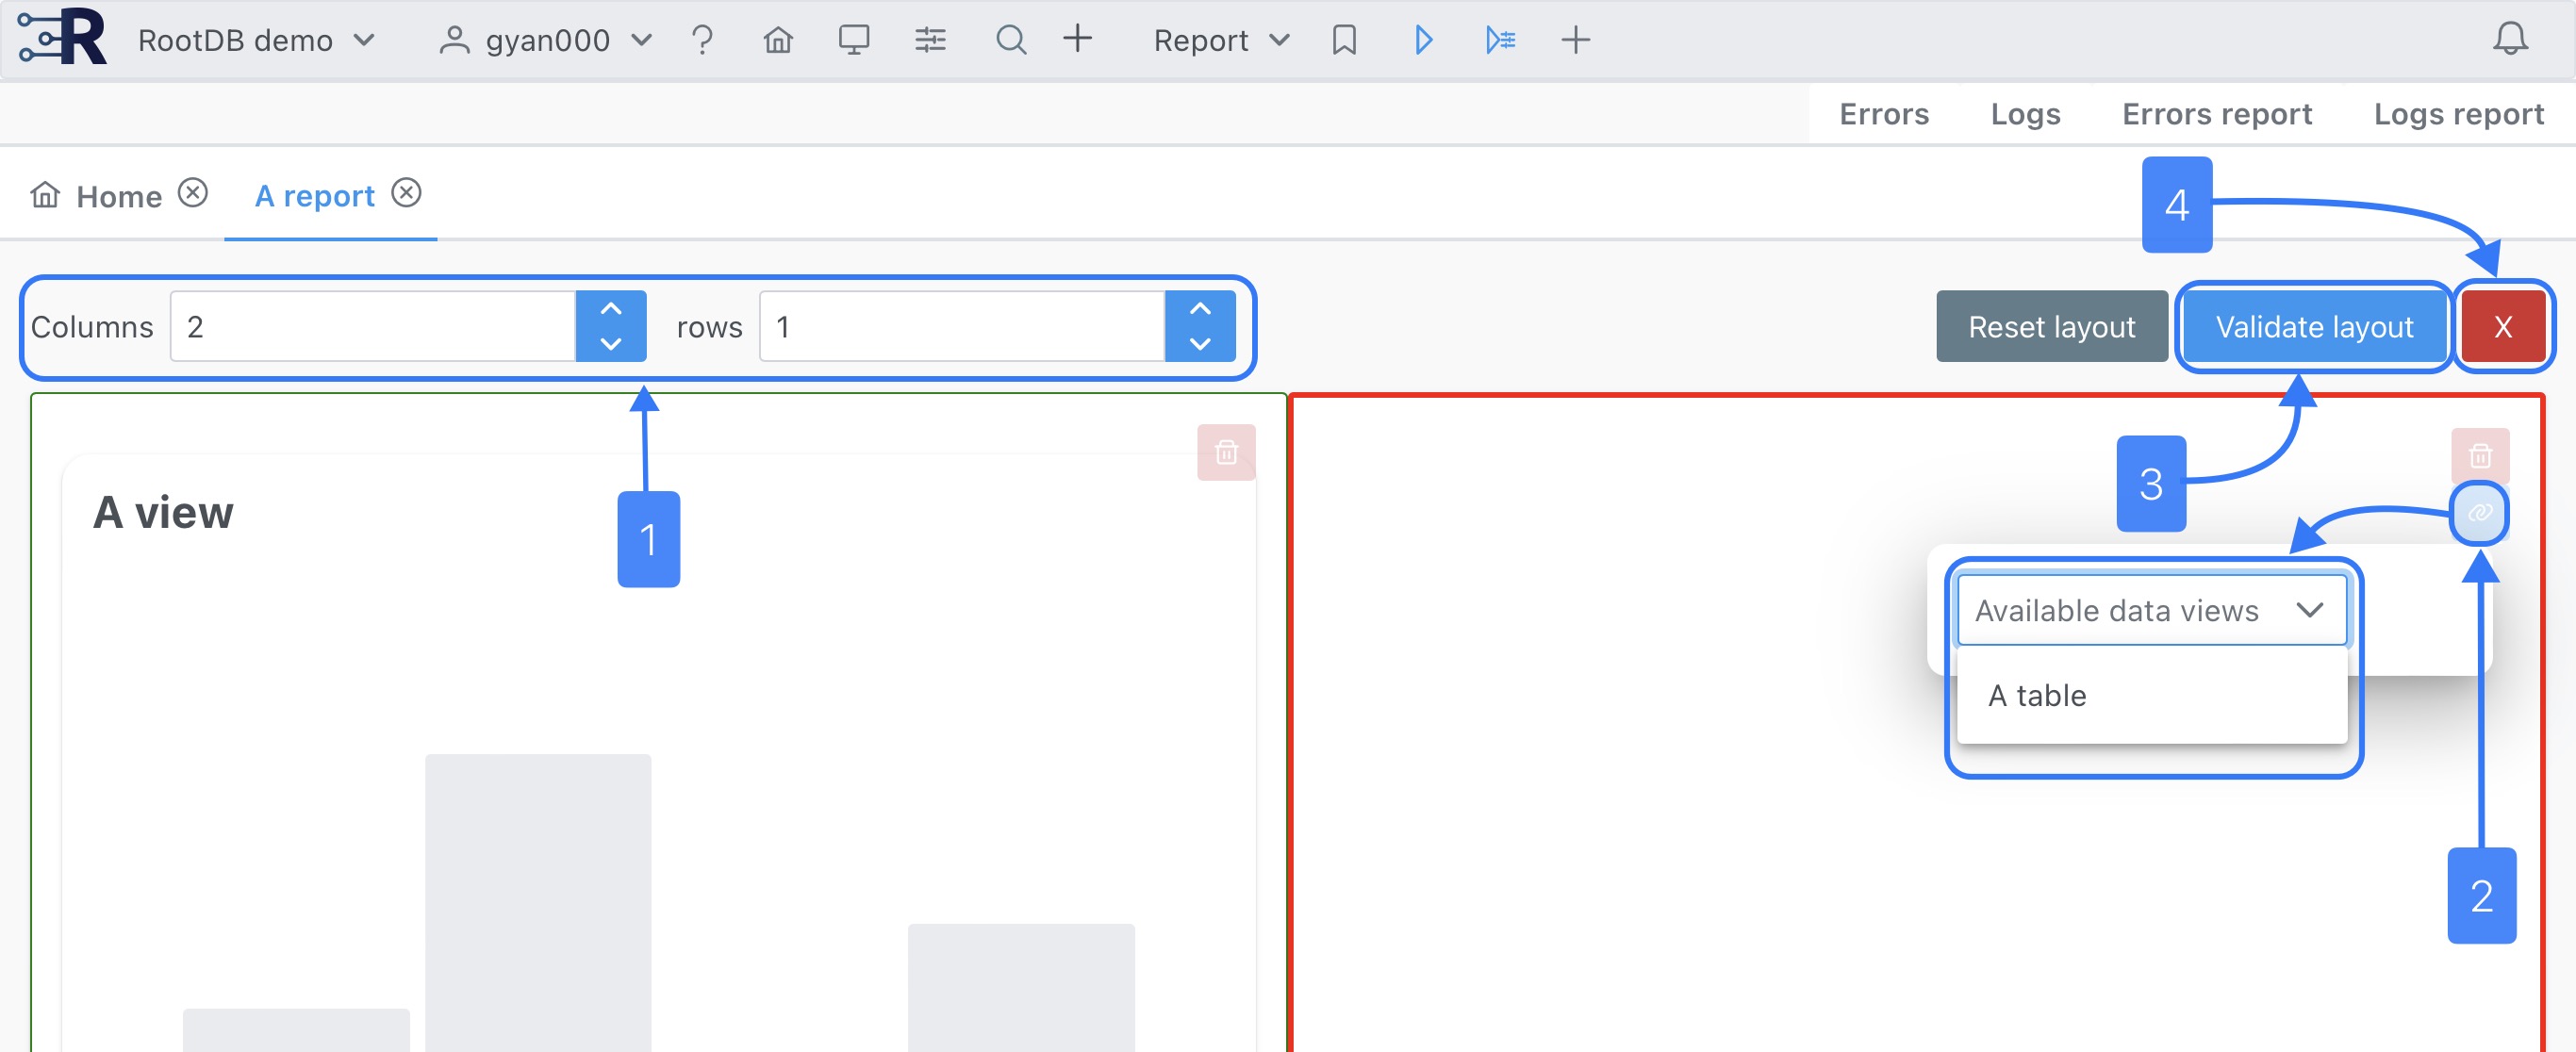 R RootDB demo gyan000 Report
Errors Logs Errors report Logs report
Home A report
4
Columns 2 rows 1 Reset layout Validate layout X
3
A view
1
Available data views
A table
2